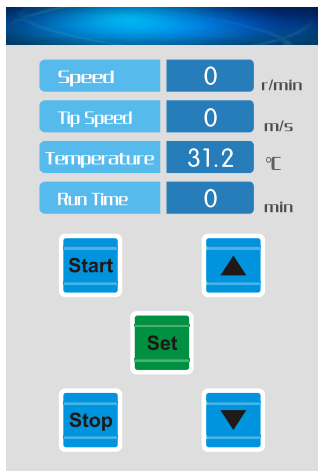 Speed 0 r/min
Tip Speed 0 m/s
Temperature 31.2 ℃
Run Time 0 min
Start ▲
Set
Stop ▼